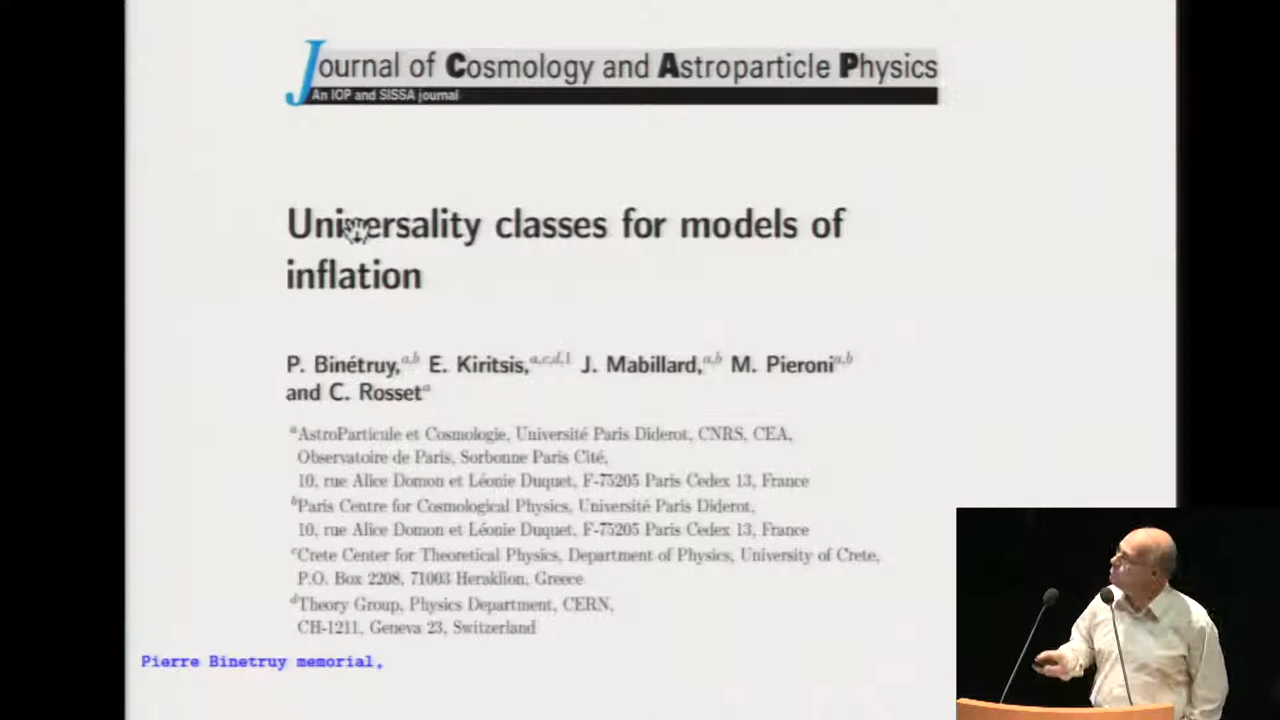 Journal of Cosmology and Astroparticle Physics
An IOP and SISSA journal
Universality classes for models of
inflation
P. Binétruy,a,b E. Kiritsis,a,c,d,1 J. Mabillard,a,b M. Pieronia,b
and C. Rosseta
aAstroParticule et Cosmologie, Université Paris Diderot, CNRS, CEA,
Observatoire de Paris, Sorbonne Paris Cité,
10, rue Alice Domon et Léonie Duquet, F-75205 Paris Cedex 13, France
bParis Centre for Cosmological Physics, Université Paris Diderot,
10, rue Alice Domon et Léonie Duquet, F-75205 Paris Cedex 13, France
cCrete Center for Theoretical Physics, Department of Physics, University of Crete,
P.O. Box 2208, 71003 Heraklion, Greece
dTheory Group, Physics Department, CERN,
CH-1211, Geneva 23, Switzerland
Pierre Binetruy memorial,